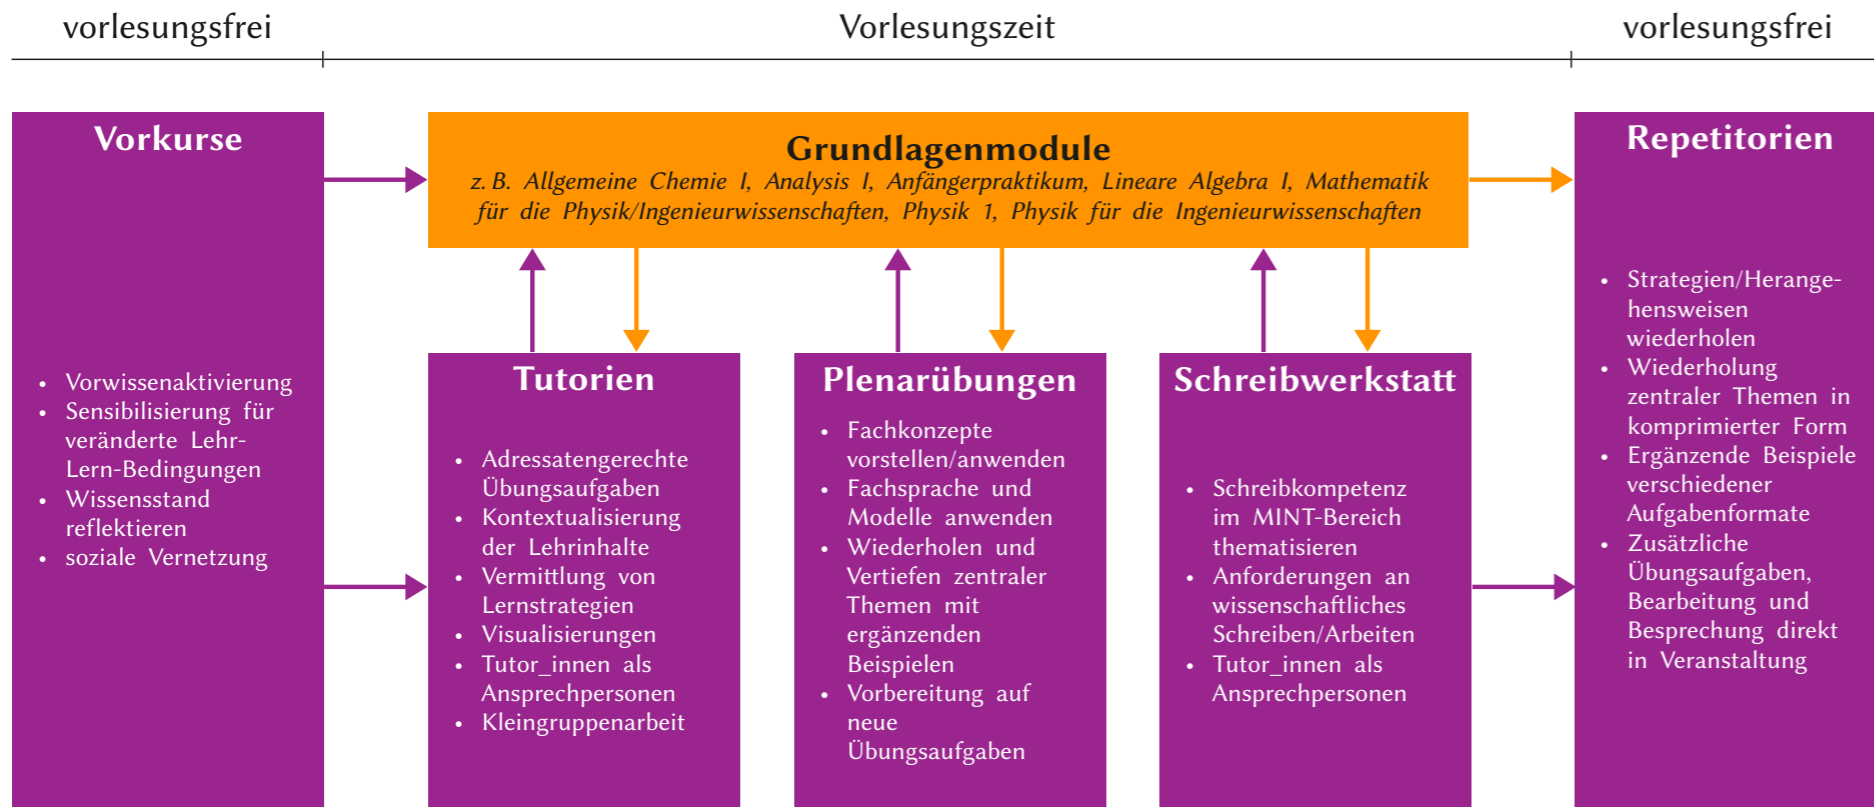 vorlesungsfrei
Vorlesungszeit
vorlesungsfrei
Vorkurse
• Vorwissenaktivierung
• Sensibilisierung für
veränderte Lehr-
Lern-Bedingungen
• Wissensstand
reflektieren
• soziale Vernetzung
Grundlagenmodule
z. B. Allgemeine Chemie I, Analysis I, Anfängerpraktikum, Lineare Algebra I, Mathematik
für die Physik/Ingenieurwissenschaften, Physik 1, Physik für die Ingenieurwissenschaften
Tutorien
• Adressatengerechte
Übungsaufgaben
• Kontextualisierung
der Lehrinhalte
• Vermittlung von
Lernstrategien
• Visualisierungen
• Tutor_innen als
Ansprechpersonen
• Kleingruppenarbeit
Plenarübungen
• Fachkonzepte
vorstellen/anwenden
• Fachsprache und
Modelle anwenden
• Wiederholen und
Vertiefen zentraler
Themen mit
ergänzenden
Beispielen
• Vorbereitung auf
neue
Übungsaufgaben
Schreibwerkstatt
• Schreibkompetenz
im MINT-Bereich
thematisieren
• Anforderungen an
wissenschaftliches
Schreiben/Arbeiten
• Tutor_innen als
Ansprechpersonen
Repetitorien
• Strategien/Herange-
hensweisen
wiederholen
• Wiederholung
zentraler Themen in
komprimierter Form
• Ergänzende Beispiele
verschiedener
Aufgabenformate
• Zusätzliche
Übungsaufgaben,
Bearbeitung und
Besprechung direkt
in Veranstaltung